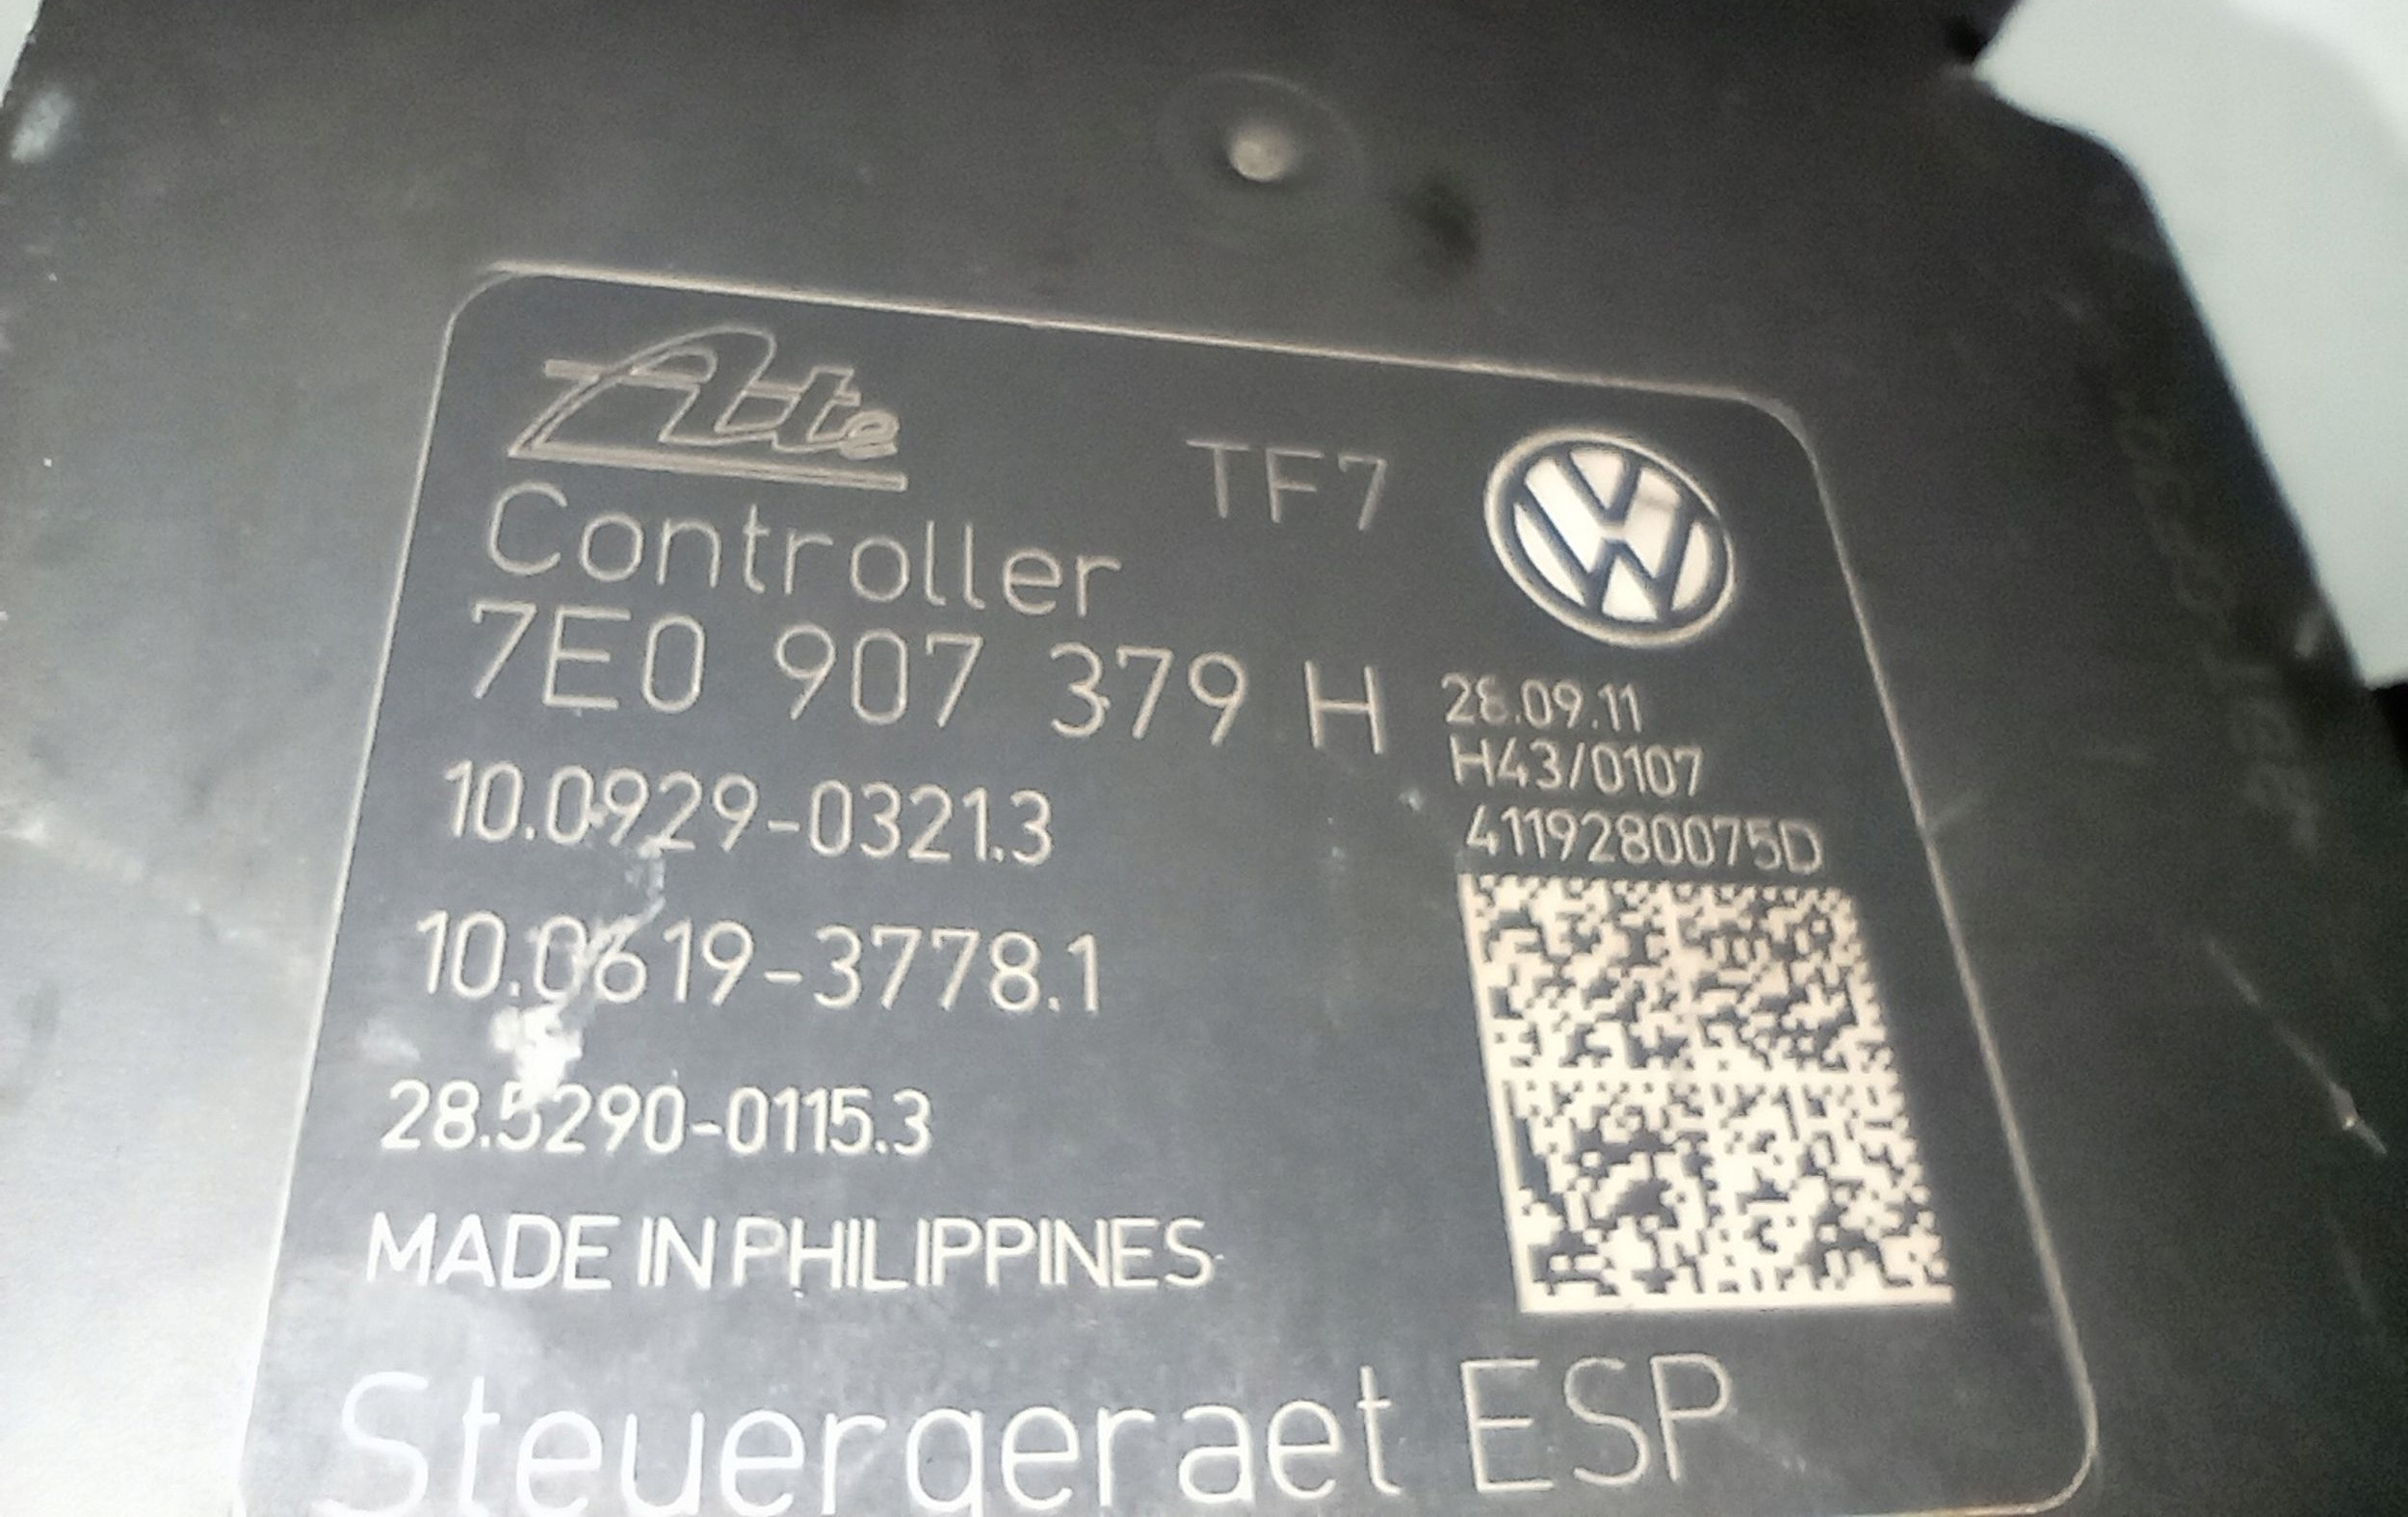 Ate
TF7
Controller
7E0 907 379 H
28.09.11
H43/0107
4119280075D
10.0929-0321.3
10.0619-3778.1
28.5290-0115.3
MADE IN PHILIPPINES
Steuergeraet ESP